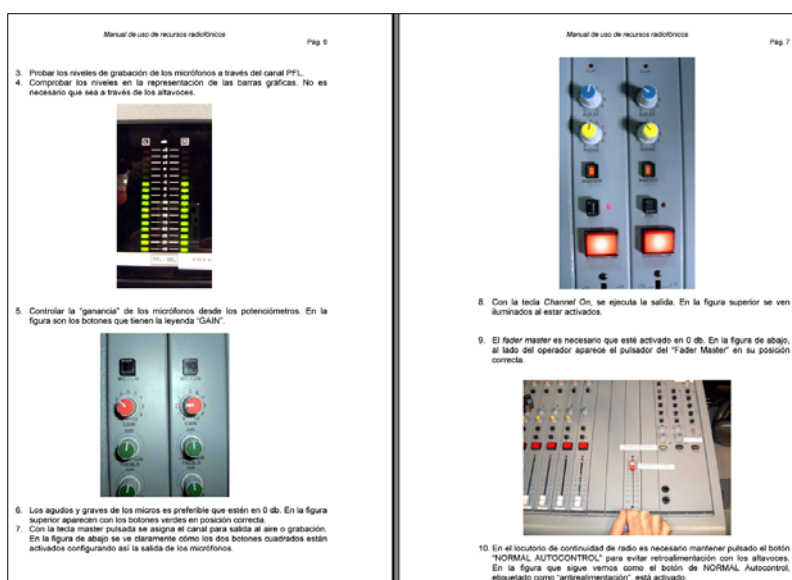 Manual de uso de recursos radiofónicos
Pág. 6
3. Probar los niveles de grabación de los micrófonos a través del canal PFL.
4. Comprobar los niveles en la representación de las barras gráficas. No es
necesario que sea a través de los altavoces.
5. Controlar la "ganancia" de los micrófonos desde los potenciómetros. En la
figura son los botones que tienen la leyenda "GAIN".
GAIN
GAIN
TREBLE
6. Los agudos y graves de los micros es preferible que estén en 0 db. En la figura
superior aparecen con los botones verdes en posición correcta.
7. Con la tecla master pulsada se asigna el canal para salida al aire o grabación.
En la figura de abajo se ve claramente cómo los dos botones cuadrados están
activados configurando así la salida de los micrófonos.
Manual de uso de recursos radiofónicos
Pág. 7
8. Con la tecla Channel On, se ejecuta la salida. En la figura superior se ven
iluminados al estar activados.
9. El fader master es necesario que esté activado en 0 db. En la figura de abajo,
al lado del operador aparece el pulsador del "Fader Master" en su posición
correcta.
10. En el locutorio de continuidad de radio es necesario mantener pulsado el botón
"NORMAL AUTOCONTROL" para evitar retroalimentación con los altavoces.
En la figura que sigue vemos como el botón de NORMAL Autocontrol,
etiquetado como "antirealimentación", está activado.